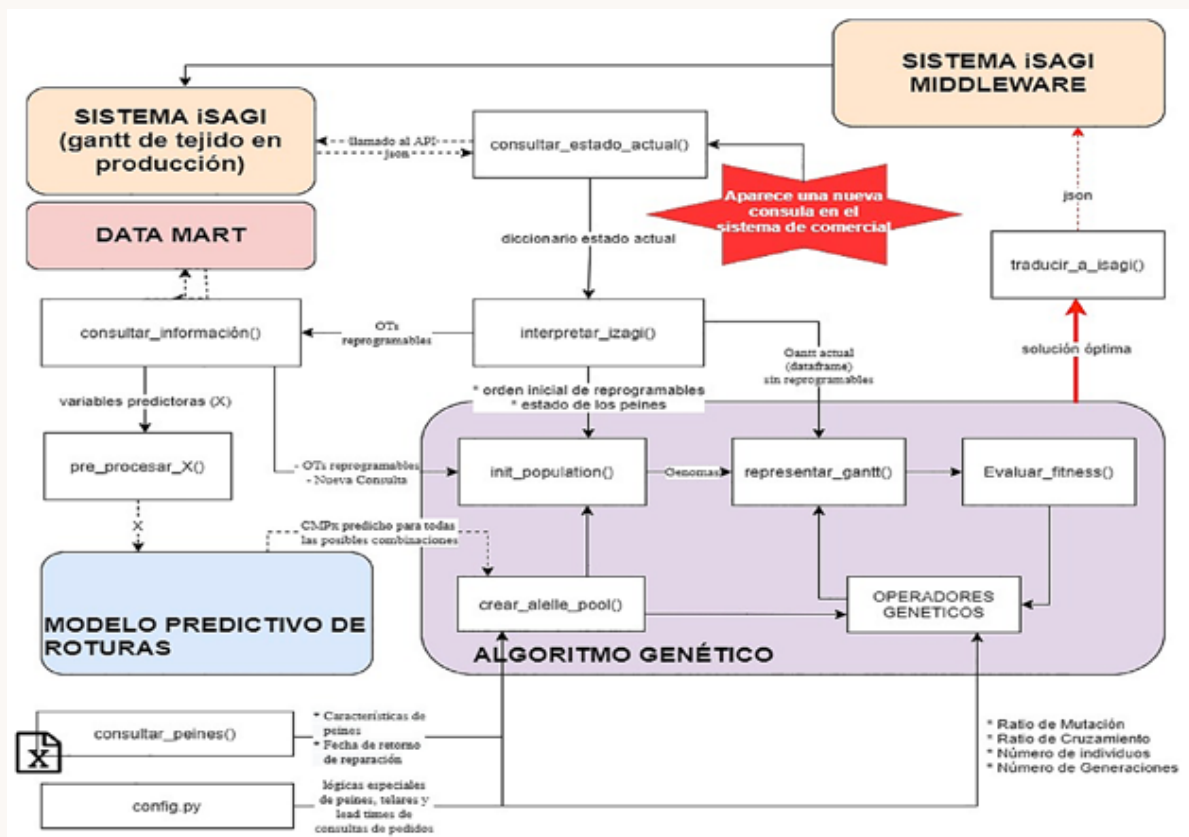 SISTEMA iSAGI
MIDDLEWARE
SISTEMA iSAGI
(gantt de tejido en
producción)
llamado al API
json
consultar_estado_actual()
Aparece una nueva
consula en el
sistema de comercial
json
DATA MART
diccionario estado actual
traducir_a_isagi()
consultar_información()
OTs
reprogramables
interpretar_izagi()
Gantt actual
(dataframe)
sin reprogramables
solución óptima
variables predictoras (X)
* orden inicial de reprogramables
* estado de los peines
pre_procesar_X()
- OTs reprogramables
- Nueva Consulta
init_population()
Genomas
representar_gantt()
Evaluar_fitness()
X
CMPx predicho para todas
las posibles combinaciones
crear_alelle_pool()
OPERADORES
GENETICOS
MODELO PREDICTIVO DE
ROTURAS
ALGORITMO GENÉTICO
consultar_peines()
* Características de
peines
* Fecha de retorno
de reparación
X
* Ratio de Mutación
* Ratio de Cruzamiento
* Número de individuos
* Número de Generaciones
config.py
lógicas especiales
de peines, telares y
lead times de
consultas de pedidos